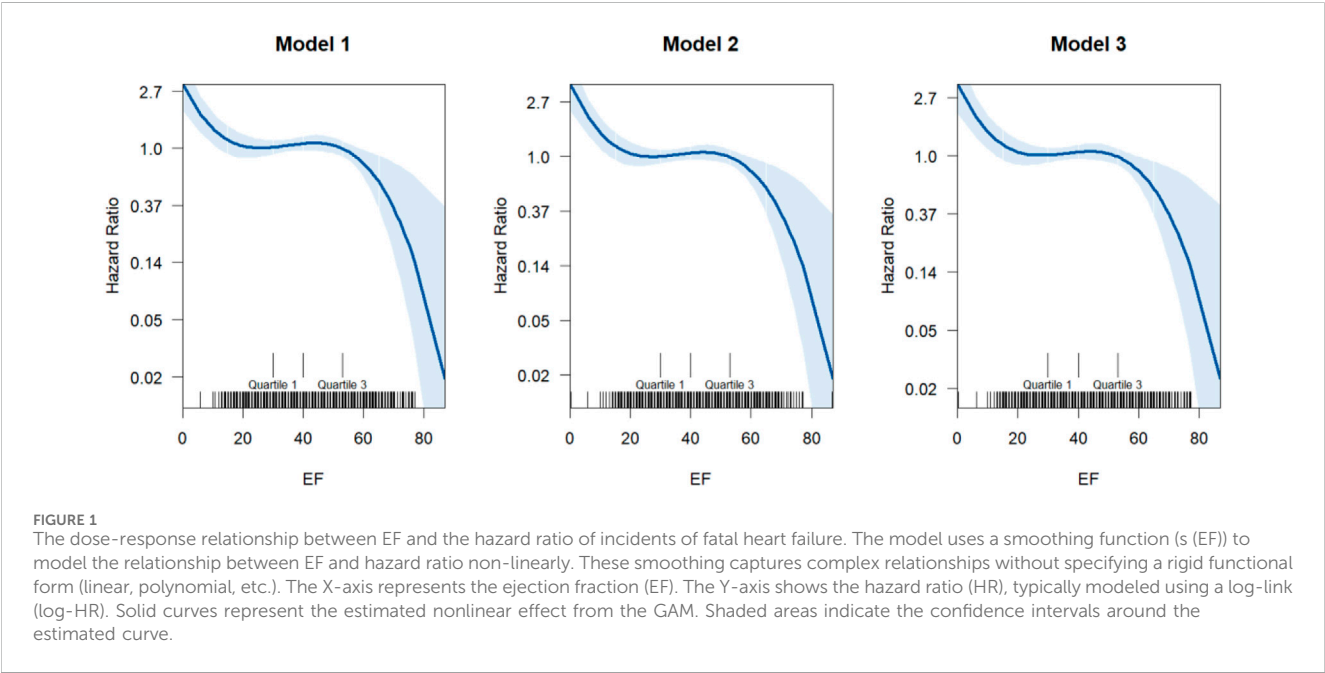 Model 1
Model 2
Model 3
2.7
1.0
0.37
0.14
0.05
0.02
Hazard Ratio
Quartile 1
Quartile 3
0
20
40
60
80
EF
2.7
1.0
0.37
0.14
0.05
0.02
Hazard Ratio
Quartile 1
Quartile 3
0
20
40
60
80
EF
2.7
1.0
0.37
0.14
0.05
0.02
Hazard Ratio
Quartile 1
Quartile 3
0
20
40
60
80
EF
FIGURE 1
The dose-response relationship between EF and the hazard ratio of incidents of fatal heart failure. The model uses a smoothing function (s (EF)) to
model the relationship between EF and hazard ratio non-linearly. These smoothing captures complex relationships without specifying a rigid functional
form (linear, polynomial, etc.). The X-axis represents the ejection fraction (EF). The Y-axis shows the hazard ratio (HR), typically modeled using a log-link
(log-HR). Solid curves represent the estimated nonlinear effect from the GAM. Shaded areas indicate the confidence intervals around the
estimated curve.